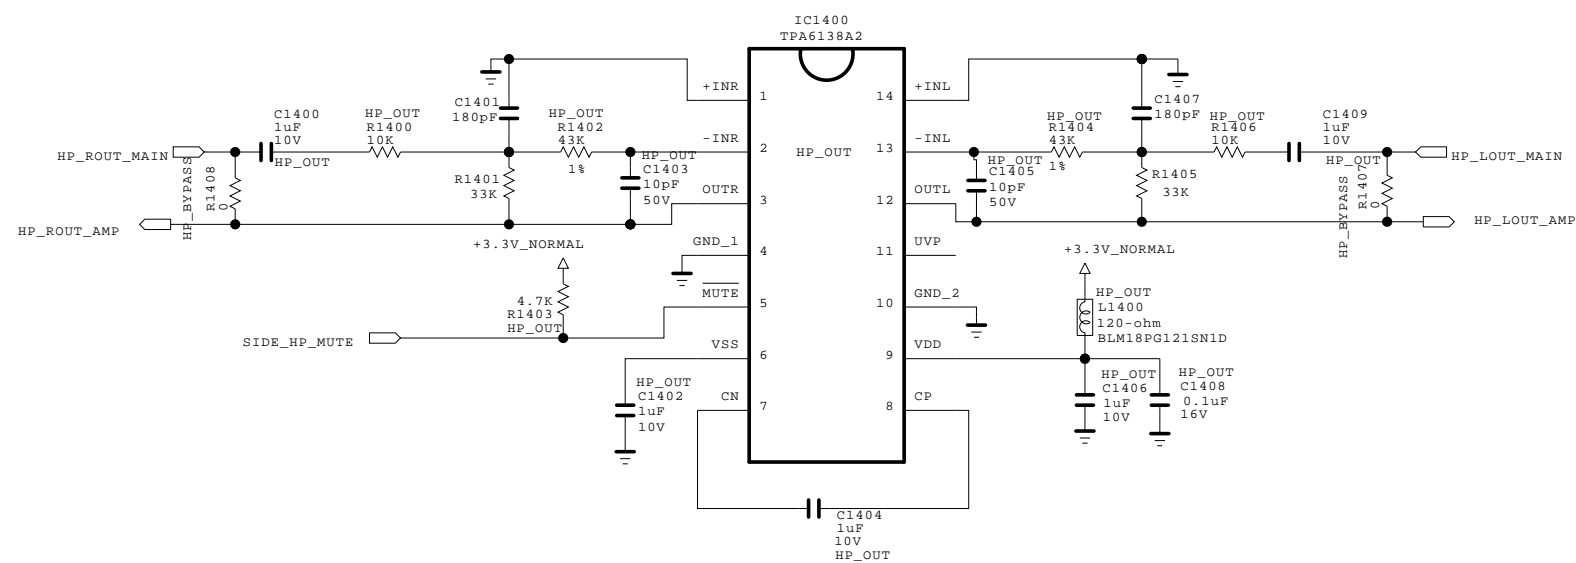 IC1400
TPA6138A2
HP_OUT
+INR
1
-INR
2
OUTR
3
GND_1
4
MUTE
5
VSS
6
CN
7
14
+INL
13
-INL
12
OUTL
11
UVP
10
GND_2
9
VDD
8
CP
HP_ROUT_MAIN
HP_ROUT_AMP
HP_BYPASS
R1408
0
C1400
1uF
10V
HP_OUT
HP_OUT
R1400
10K
C1401
180pF
R1401
33K
HP_OUT
R1402
43K
1%
HP_OUT
C1403
10pF
50V
+3.3V_NORMAL
4.7K
R1403
HP_OUT
SIDE_HP_MUTE
HP_OUT
C1402
1uF
10V
C1404
1uF
10V
HP_OUT
HP_OUT
R1404
43K
1%
HP_OUT
C1405
10pF
50V
C1407
180pF
R1405
33K
HP_OUT
R1406
10K
C1409
1uF
10V
HP_OUT
HP_BYPASS
R1407
0
HP_LOUT_MAIN
HP_LOUT_AMP
+3.3V_NORMAL
HP_OUT
L1400
120-ohm
BLM18PG121SN1D
HP_OUT
C1406
1uF
10V
HP_OUT
C1408
0.1uF
16V